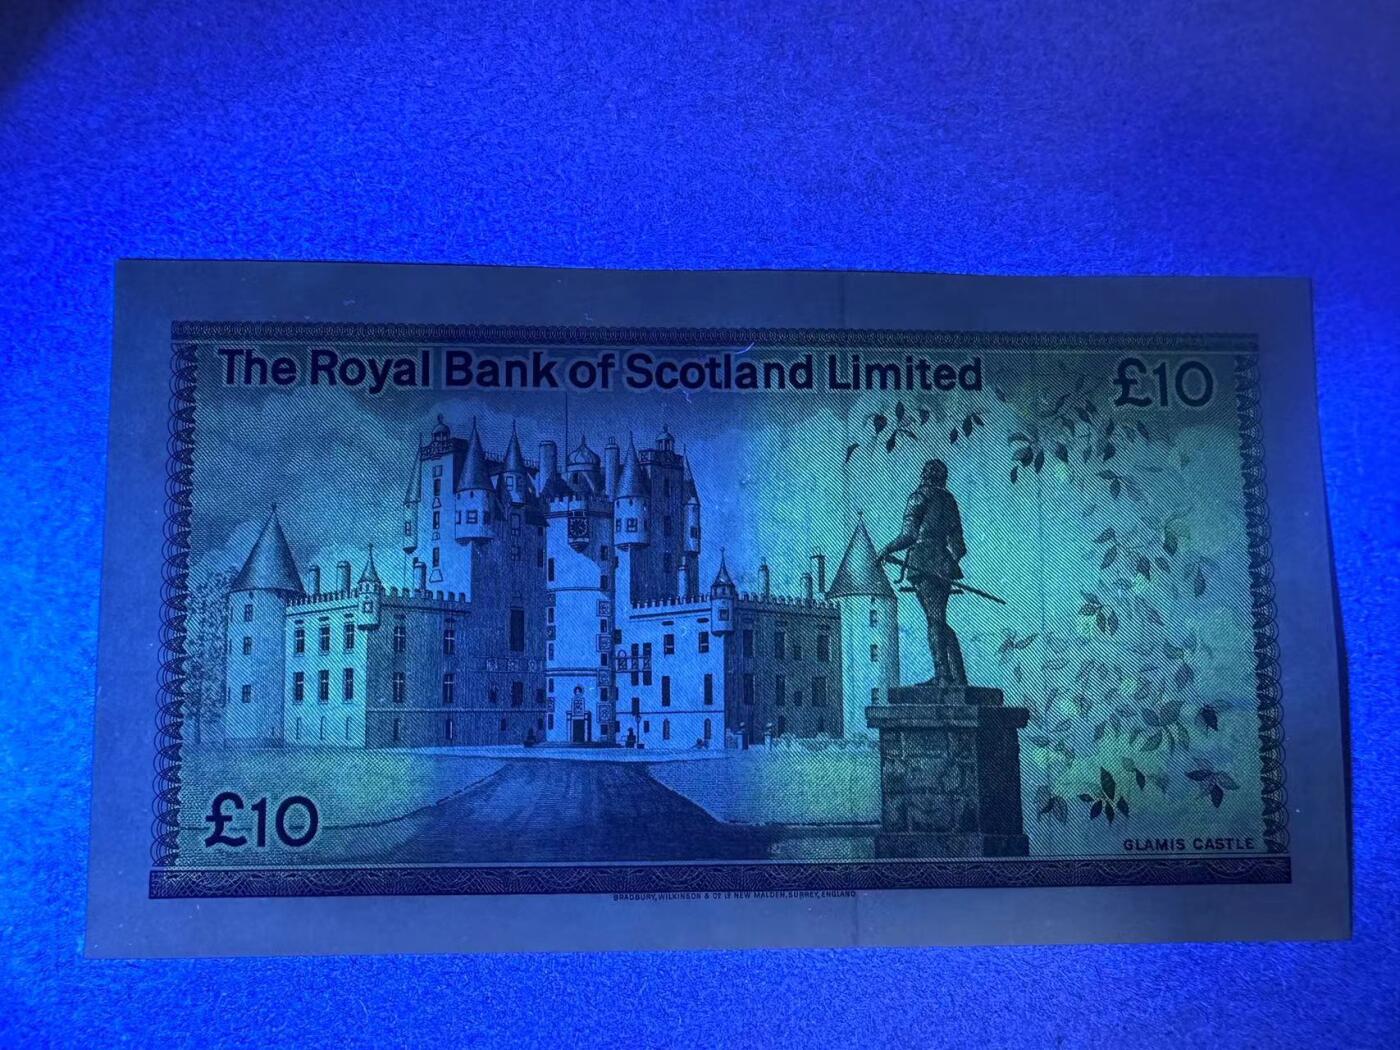 The Royal Bank of Scotland Limited
£10
£10
GLAMIS CASTLE
BRADBURY, WILKINSON & Co Ld NEW MALDEN, SURREY, ENGLAND